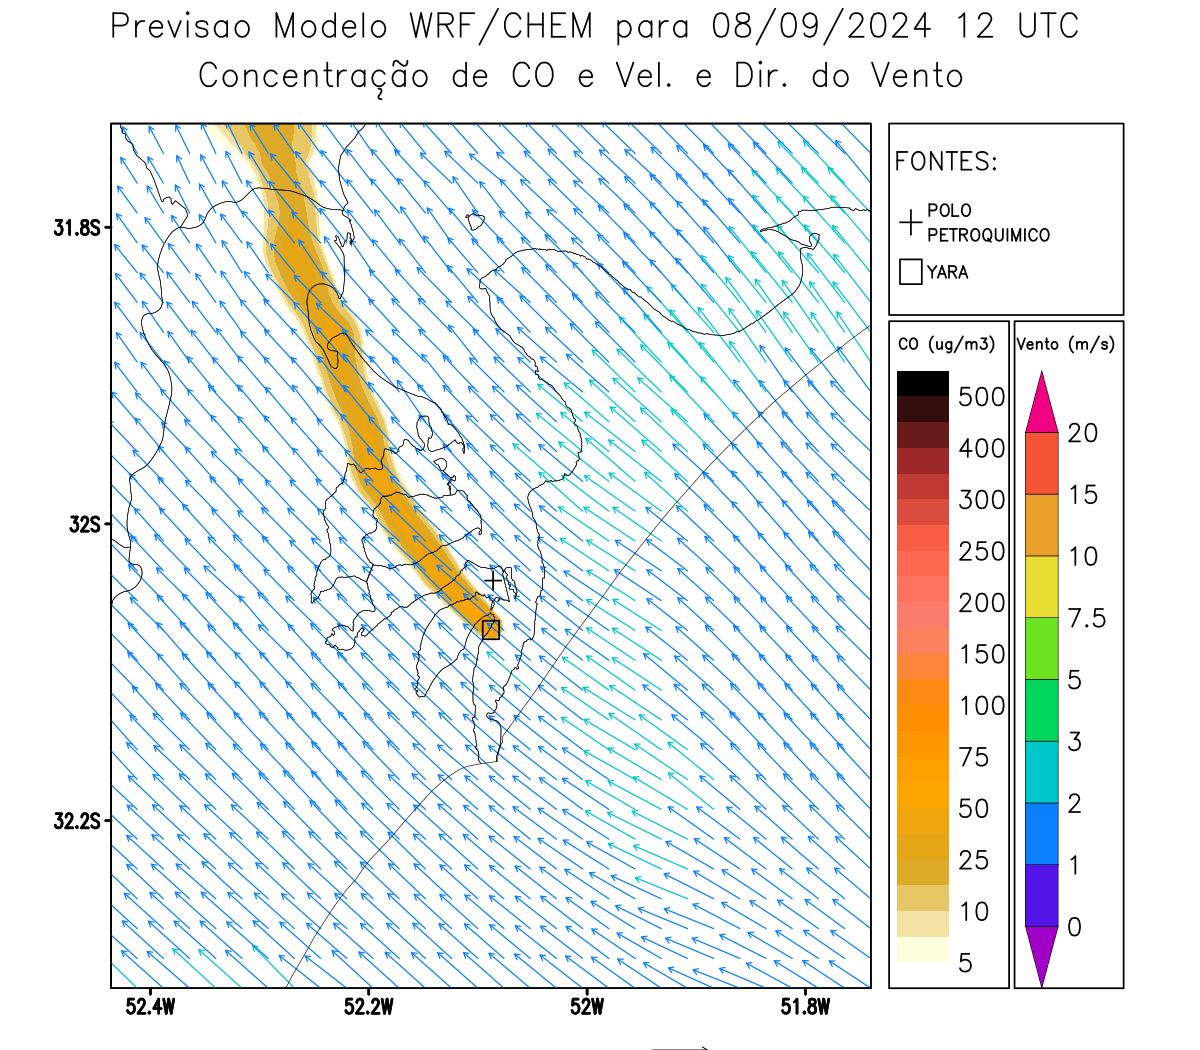 Previsao Modelo WRF/CHEM para 08/09/2024 12 UTC
Concentração de CO e Vel. e Dir. do Vento
FONTES:
POLO
PETROQUIMICO
YARA
CO (ug/m3)
500
400
300
250
200
150
100
75
50
25
10
5
Vento (m/s)
20
15
10
7.5
5
3
2
1
0
31.8S
32S
32.2S
52.4W
52.2W
52W
51.8W